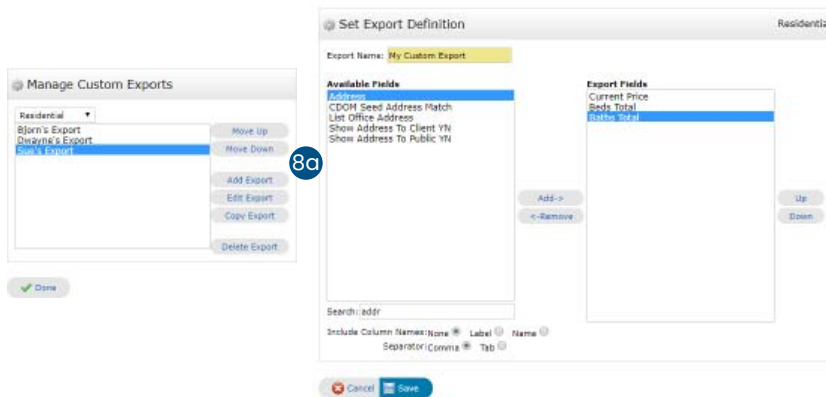 Manage Custom Exports
Residential
Bjorn's Export
Dwayne's Export
Sue's Export
Move Up
Move Down
Add Export
Edit Export
Copy Export
Delete Export
Done
8a
Set Export Definition
Residentia
Export Name: My Custom Export
Available Fields
Address
CDOM Seed Address Match
List Office Address
Show Address To Client YN
Show Address To Public YN
Add->
<-Remove
Export Fields
Current Price
Beds Total
Baths Total
Up
Down
Search: addr
Include Column Names: None Label Name
Separator: Comma Tab
Cancel Save